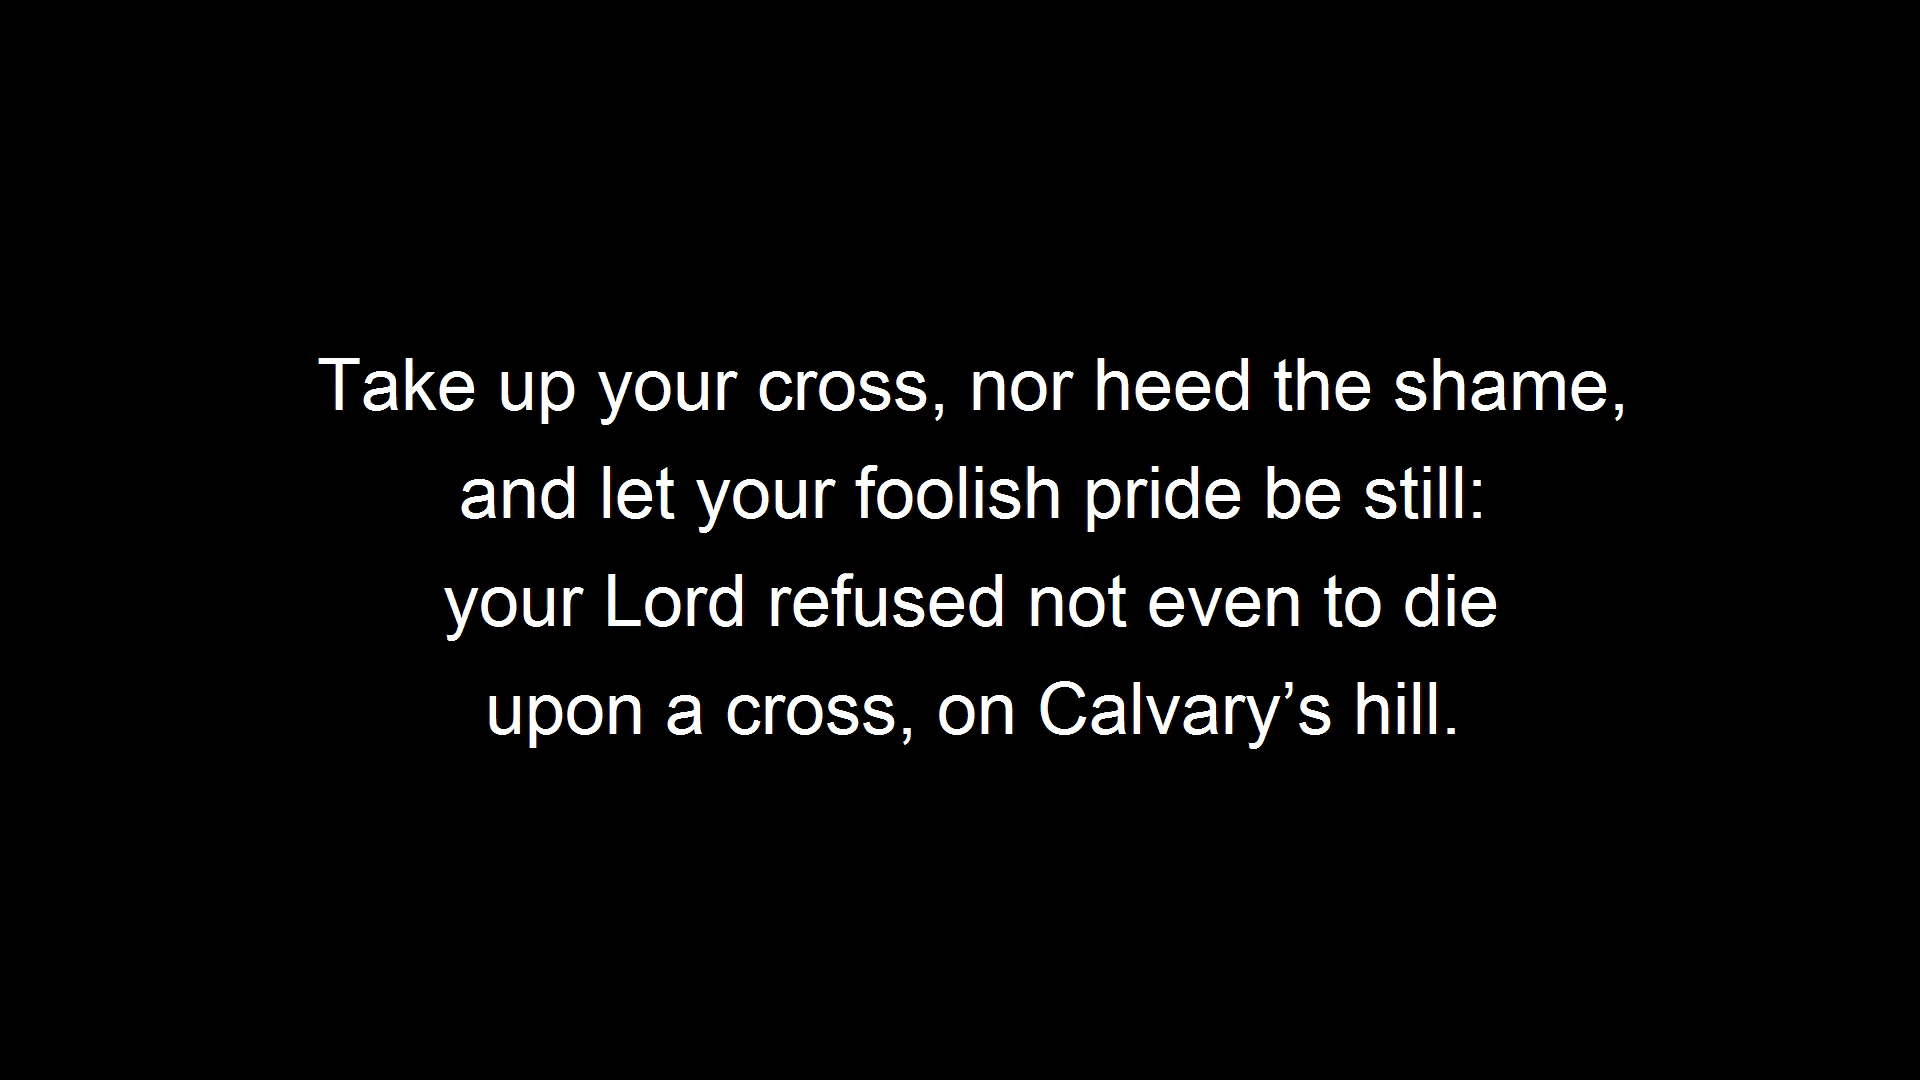 Take up your cross, nor heed the shame,
and let your foolish pride be still:
your Lord refused not even to die
upon a cross, on Calvary’s hill.